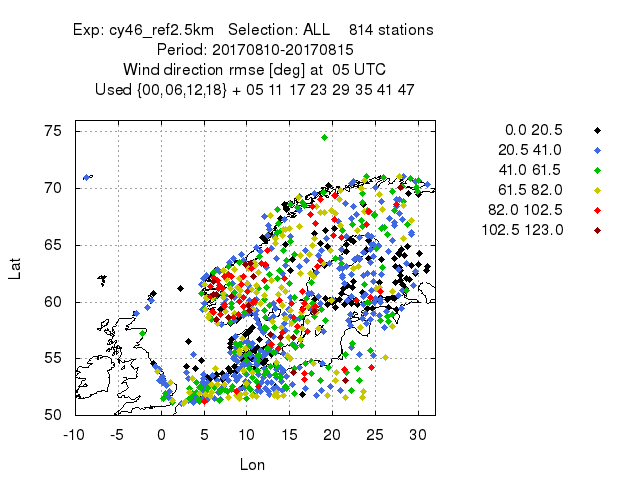 Exp: cy46_ref2.5km   Selection: ALL    814 stations
Period: 20170810-20170815
Wind direction rmse [deg] at  05 UTC
Used {00,06,12,18} + 05 11 17 23 29 35 41 47
0.0 20.5
20.5 41.0
41.0 61.5
61.5 82.0
82.0 102.5
102.5 123.0
75
70
65
60
55
50
Lat
-10 -5 0 5 10 15 20 25 30
Lon